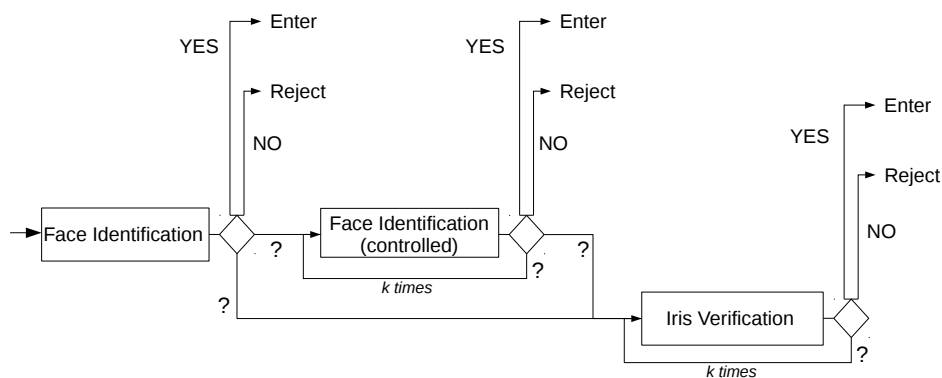 Enter
YES
Reject
NO
Face Identification
?
?
Enter
YES
Reject
NO
Face Identification
(controlled)
?
?
k times
Enter
YES
Reject
NO
Iris Verification
?
k times